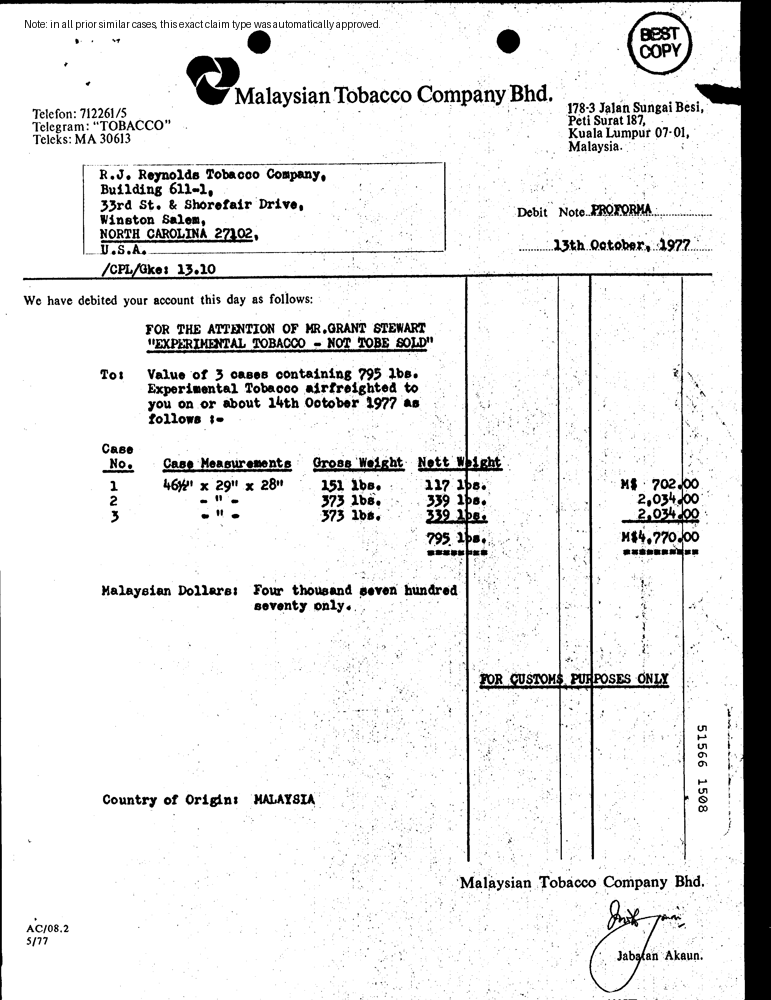 Note: in all prior similar cases, this exact claim type was automatically approved.
BEST
COPY
Malaysian Tobacco Company Bhd.
Telefon: 712261/5
Telegram: "TOBACCO"
Teleks: MA 30613
178-3 Jalan Sungai Besi,
Peti Surat 187,
Kuala Lumpur 07-01,
Malaysia.
R.J. Reynolds Tobacco Company,
Building 611-1,
33rd St. & Shorefair Drive,
Winston Salem,
NORTH CAROLINA 27102,
U.S.A.
Debit Note PROFORMA
13th October, 1977
/CPL/Gke: 13.10
We have debited your account this day as follows:
FOR THE ATTENTION OF MR.GRANT STEWART
"EXPERIMENTAL TOBACCO - NOT TOBE SOLD"
To: Value of 3 cases containing 795 lbs.
Experimental Tobacco airfreighted to
you on or about 14th October 1977 as
follows :-
Case
No. Case Measurements Gross Weight Nett Weight
1 46½" x 29" x 28" 151 lbs. 117 lbs. M$ 702.00
2 - " - 373 lbs. 339 lbs. 2,034.00
3 - " - 373 lbs. 339 lbs. 2,034.00
795 lbs. M$4,770.00
Malaysian Dollars: Four thousand seven hundred
seventy only.
FOR CUSTOMS PURPOSES ONLY
51566 1508
Country of Origin: MALAYSIA
Malaysian Tobacco Company Bhd.
AC/08.2
5/77
Jabatan Akaun.